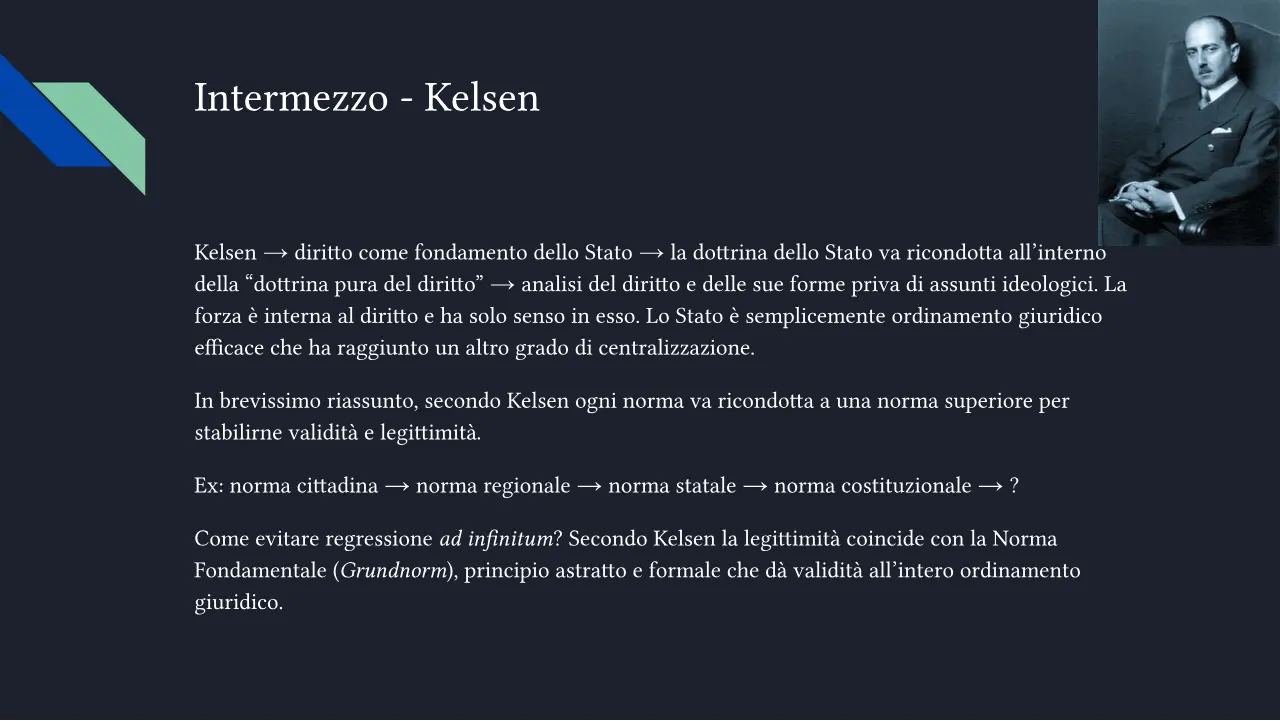 Intermezzo - Kelsen
Kelsen → diritto come fondamento dello Stato → la dottrina dello Stato va ricondotta all’interno
della “dottrina pura del diritto” → analisi del diritto e delle sue forme priva di assunti ideologici. La
forza è interna al diritto e ha solo senso in esso. Lo Stato è semplicemente ordinamento giuridico
efficace che ha raggiunto un altro grado di centralizzazione.
In brevissimo riassunto, secondo Kelsen ogni norma va ricondotta a una norma superiore per
stabilirne validità e legittimità.
Ex: norma cittadina → norma regionale → norma statale → norma costituzionale → ?
Come evitare regressione ad infinitum? Secondo Kelsen la legittimità coincide con la Norma
Fondamentale (Grundnorm), principio astratto e formale che dà validità all’intero ordinamento
giuridico.